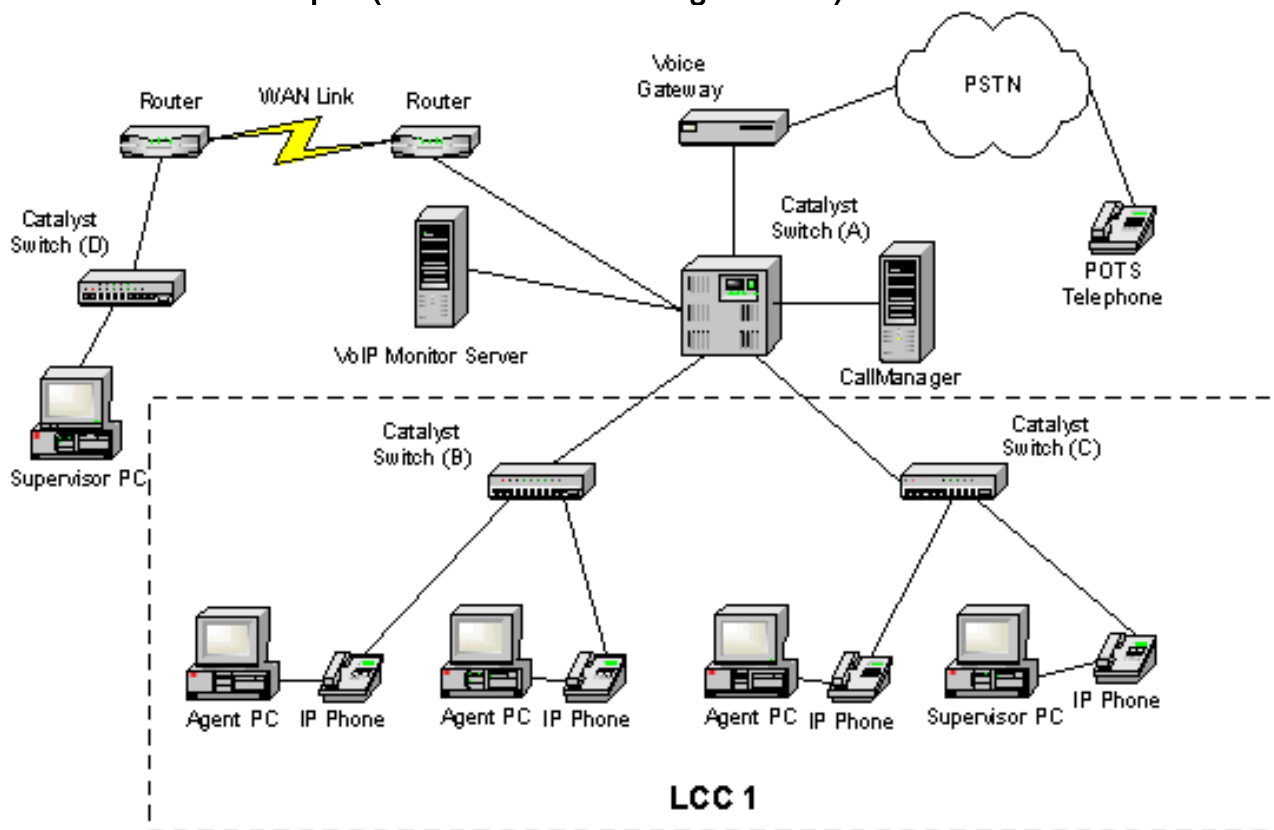 Voice
Gateway
PSTN
Router
WAN Link
Router
Catalyst
Switch (D)
Catalyst
Switch (A)
POTS
Telephone
VoIP Monitor Server
CallManager
Supervisor PC
Catalyst
Switch (B)
Catalyst
Switch (C)
Agent PC
IP Phone
Agent PC
IP Phone
Agent PC
IP Phone
Supervisor PC
IP Phone
LCC 1